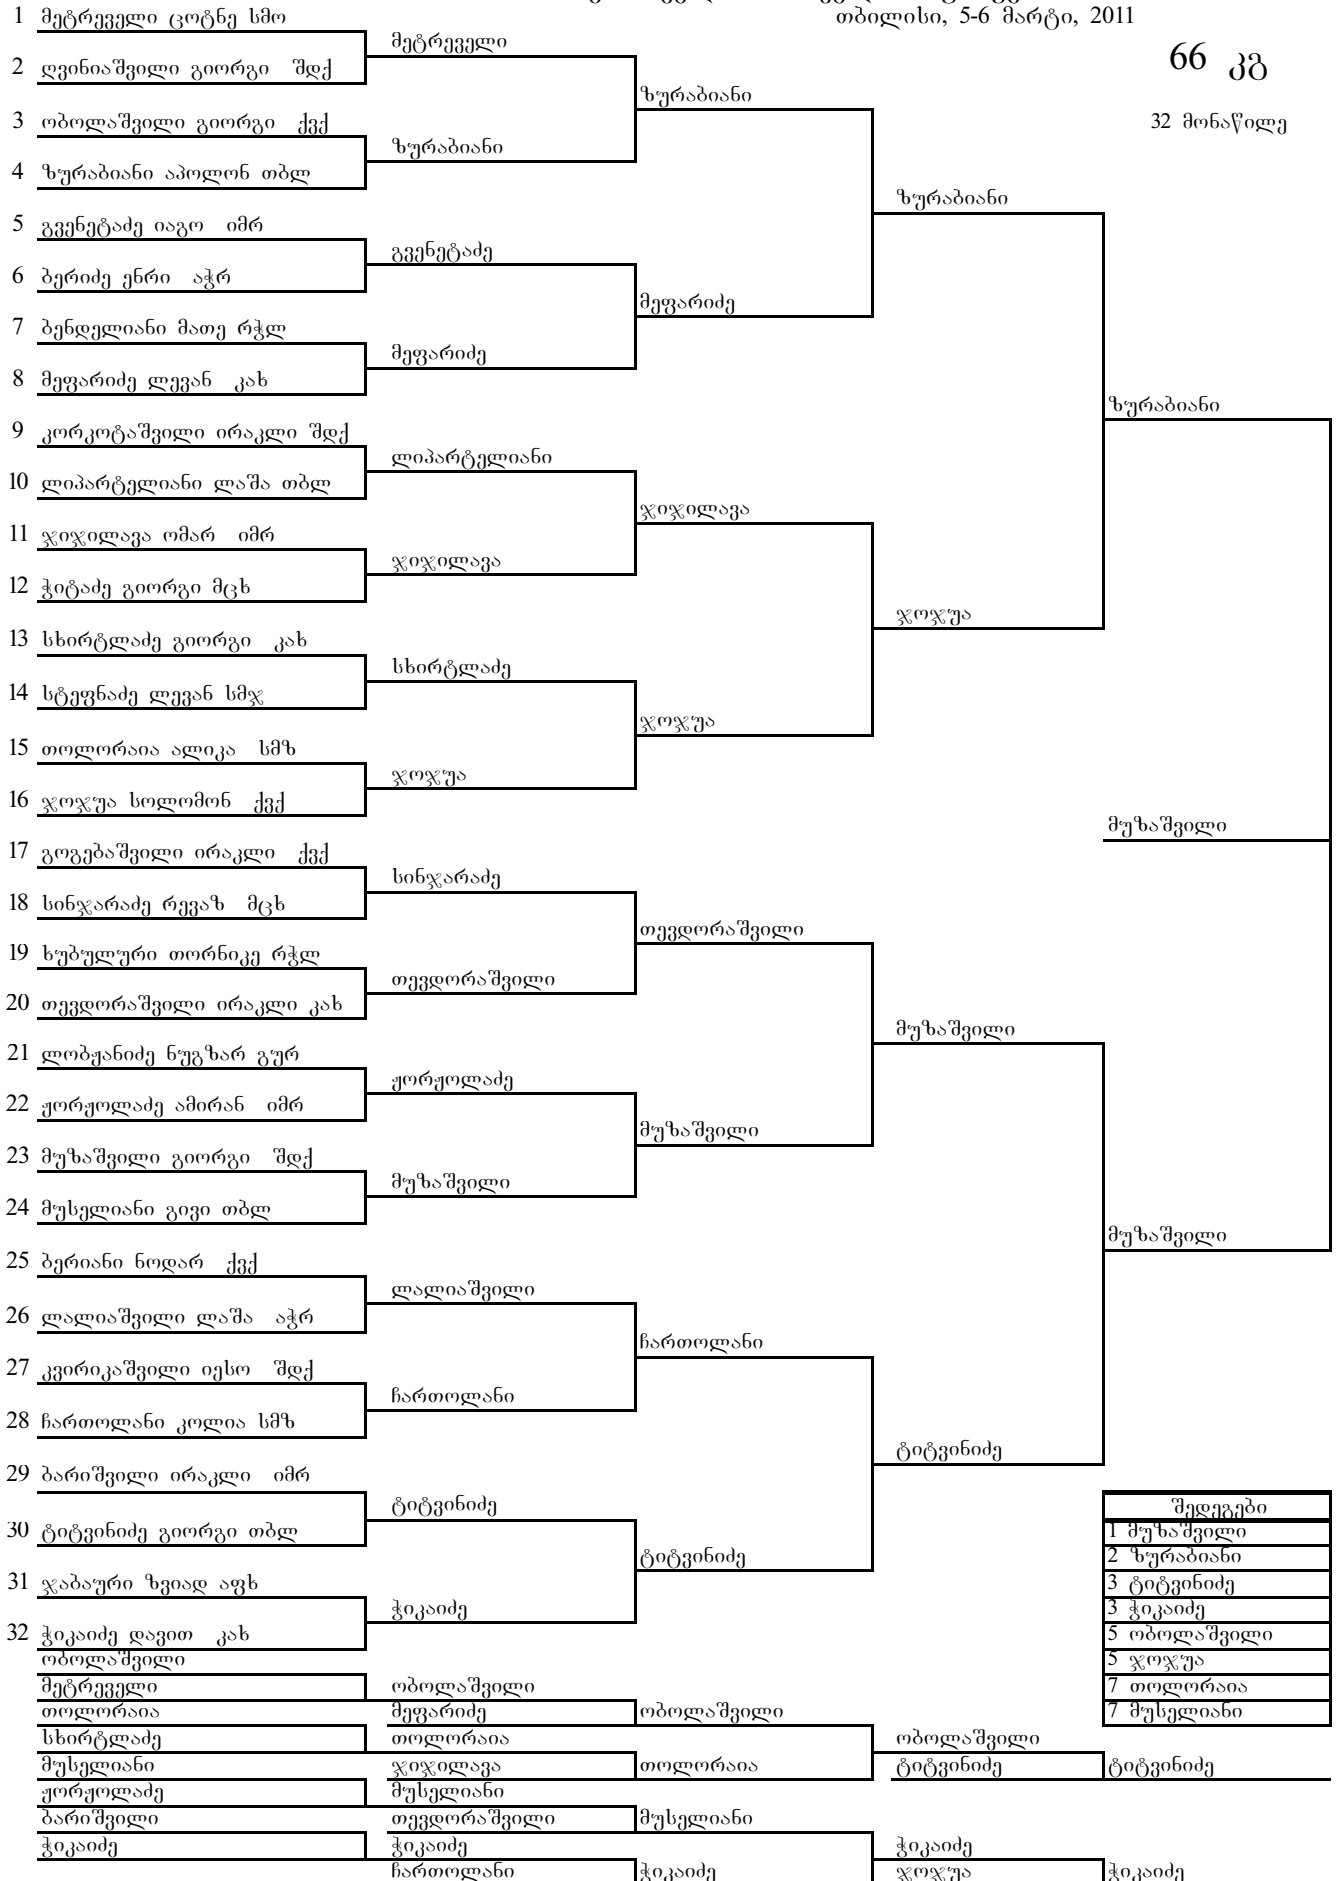 თბილისი, 5-6 მარტი, 2011
66 კგ
32 მონაწილე
1 მეტრეველი ცოტნე სმო
2 ღვინიაშვილი გიორგი შდქ
3 ობოლაშვილი გიორგი ქვქ
4 ზურაბიანი აპოლონ თბლ
5 გვენეტაძე იაგო იმრ
6 ბერიძე ენრი აჭრ
7 ბენდელიანი მათე რჭლ
8 მეფარიძე ლევან კახ
9 კორკოტაშვილი ირაკლი შდქ
10 ლიპარტელიანი ლაშა თბლ
11 ჯიჯილავა ომარ იმრ
12 ჭიტაძე გიორგი მცხ
13 სხირტლაძე გიორგი კახ
14 სტეფნაძე ლევან სმჯ
15 თოლორაია ალიკა სმზ
16 ჯოჯუა სოლომონ ქვქ
17 გოგებაშვილი ირაკლი ქვქ
18 სინჯარაძე რევაზ მცხ
19 ხუბულური თორნიკე რჭლ
20 თევდორაშვილი ირაკლი კახ
21 ლობჟანიძე ნუგზარ გურ
22 ჟორჟოლაძე ამირან იმრ
23 მუზაშვილი გიორგი შდქ
24 მუსელიანი გივი თბლ
25 ბერიანი ნოდარ ქვქ
26 ლალიაშვილი ლაშა აჭრ
27 კვირიკაშვილი იესო შდქ
28 ჩართოლანი კოლია სმზ
29 ბარიშვილი ირაკლი იმრ
30 ტიტვინიძე გიორგი თბლ
31 ჯაბაური ზვიად აფხ
32 ჭიკაიძე დავით კახ
მეტრეველი
ზურაბიანი
გვენეტაძე
მეფარიძე
ლიპარტელიანი
ჯიჯილავა
სხირტლაძე
ჯოჯუა
სინჯარაძე
თევდორაშვილი
ჟორჟოლაძე
მუზაშვილი
ლალიაშვილი
ჩართოლანი
ტიტვინიძე
ჭიკაიძე
ზურაბიანი
მეფარიძე
ჯიჯილავა
ჯოჯუა
თევდორაშვილი
მუზაშვილი
ჩართოლანი
ტიტვინიძე
ზურაბიანი
ჯოჯუა
მუზაშვილი
ტიტვინიძე
ზურაბიანი
მუზაშვილი
მუზაშვილი
შედეგები
1 მუზაშვილი
2 ზურაბიანი
3 ტიტვინიძე
3 ჭიკაიძე
5 ობოლაშვილი
5 ჯოჯუა
7 თოლორაია
7 მუსელიანი
ობოლაშვილი
მეტრეველი
თოლორაია
სხირტლაძე
მუსელიანი
ჟორჟოლაძე
ბარიშვილი
ჭიკაიძე
ობოლაშვილი
მეფარიძე
თოლორაია
ჯიჯილავა
მუსელიანი
თევდორაშვილი
ჭიკაიძე
ჩართოლანი
ობოლაშვილი
თოლორაია
მუსელიანი
ჭიკაიძე
ობოლაშვილი
ტიტვინიძე
ჭიკაიძე
ჯოჯუა
ტიტვინიძე
ჭიკაიძე